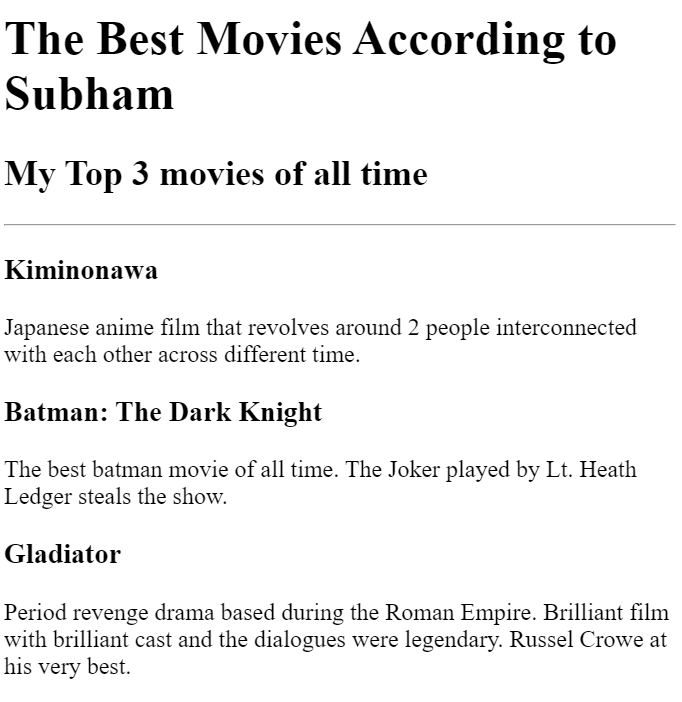 The Best Movies According to
Subham
My Top 3 movies of all time
Kiminonawa
Japanese anime film that revolves around 2 people interconnected
with each other across different time.
Batman: The Dark Knight
The best batman movie of all time. The Joker played by Lt. Heath
Ledger steals the show.
Gladiator
Period revenge drama based during the Roman Empire. Brilliant film
with brilliant cast and the dialogues were legendary. Russel Crowe at
his very best.